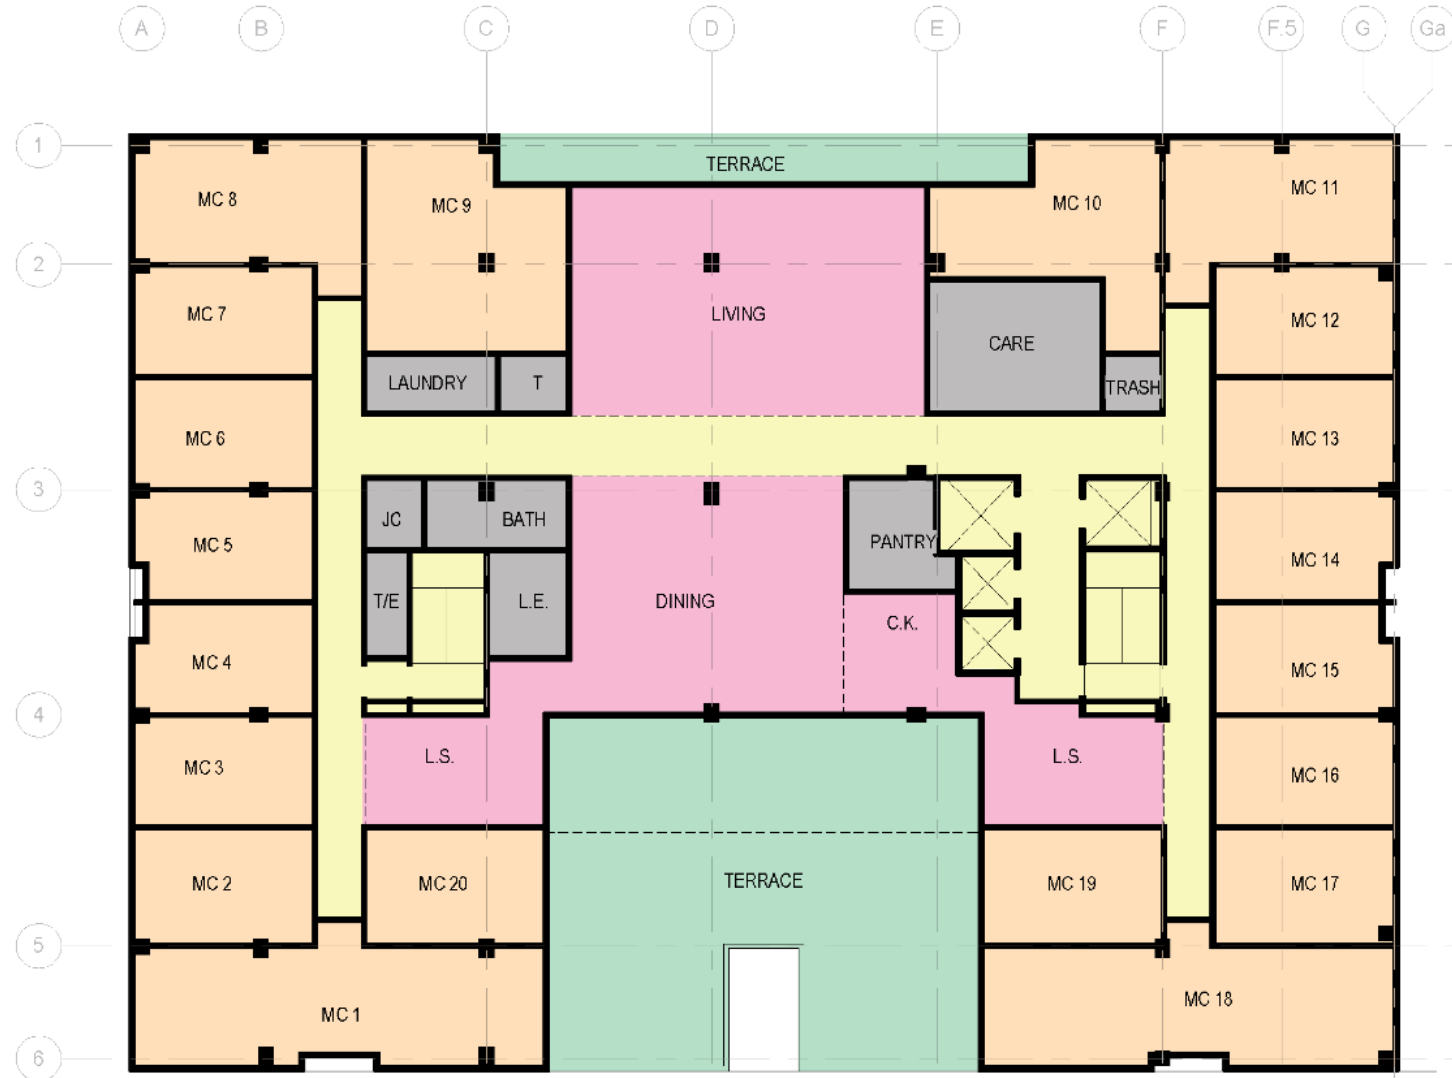 A B C D E F F.5 G Ga
1
TERRACE
MC 8
MC 9
MC 10
MC 11
2
MC 7
LIVING
MC 12
CARE
LAUNDRY
T
TRASH
MC 6
MC 13
3
JC
BATH
PANTRY
MC 5
MC 14
T/E
L.E.
DINING
C.K.
MC 4
MC 15
4
MC 3
L.S.
L.S.
MC 16
MC 2
MC 20
TERRACE
MC 19
MC 17
5
MC 1
MC 18
6